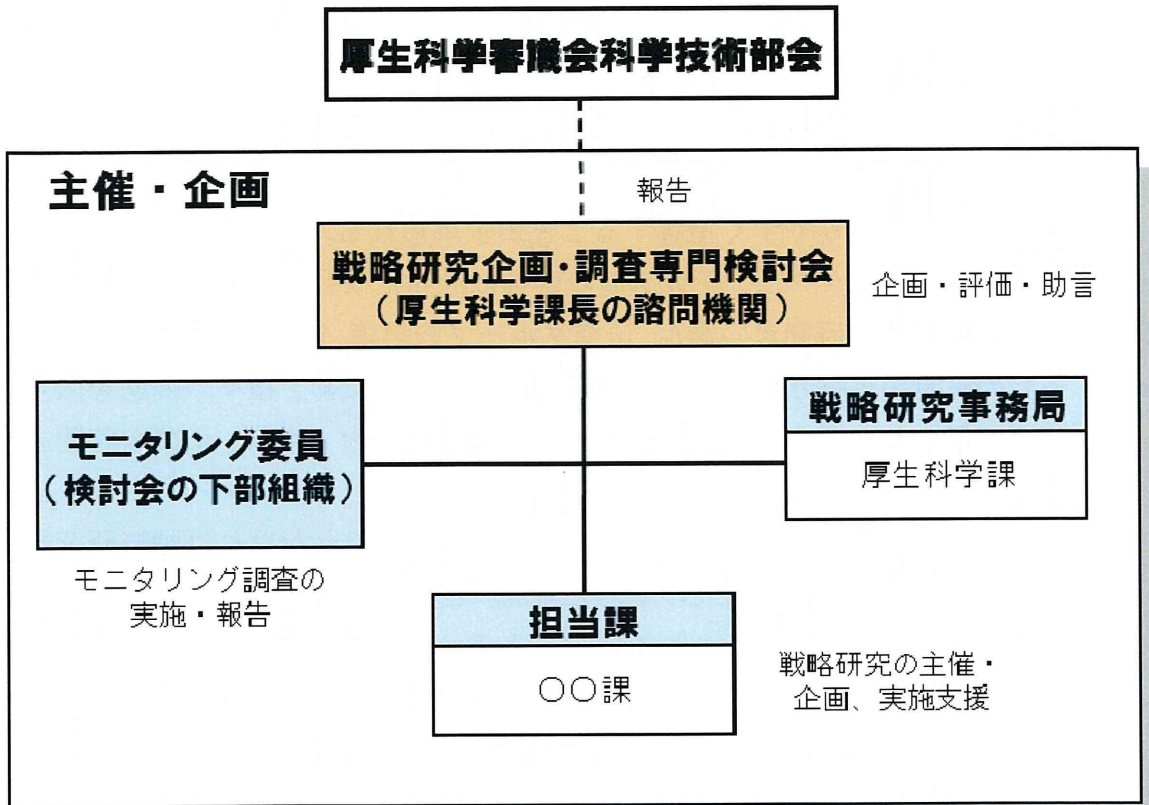 厚生科学審議会科学技術部会
主催・企画
報告
戦略研究企画・調査専門検討会
(厚生科学課長の諮問機関)
企画・評価・助言
モニタリング委員
(検討会の下部組織)
戦略研究事務局
厚生科学課
モニタリング調査の
実施・報告
担当課
○○課
戦略研究の主催・
企画、実施支援